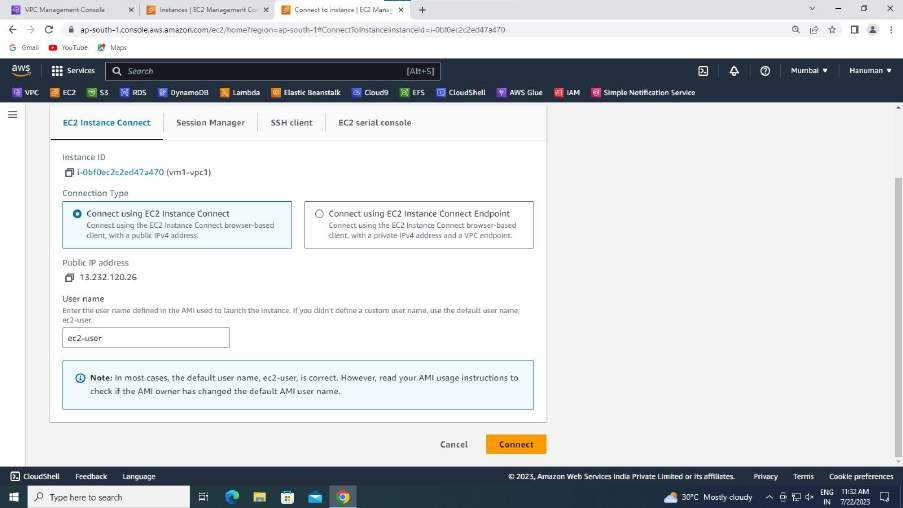 VPC Management Console
Instances | EC2 Management Co
Connect to instance | EC2 Manag
ap-south-1.console.aws.amazon.com/ec2/home?region=ap-south-1#ConnectToInstance:instanceId=i-0bf0ec2c2ed47a470
Gmail YouTube Maps
aws Services Search [Alt+S] Mumbai Hanuman
VPC EC2 S3 RDS DynamoDB Lambda Elastic Beanstalk Cloud9 EFS CloudShell AWS Glue IAM Simple Notification Service
EC2 Instance Connect Session Manager SSH client EC2 serial console
Instance ID
i-0bf0ec2c2ed47a470 (vm1-vpc1)
Connection Type
Connect using EC2 Instance Connect
Connect using the EC2 Instance Connect browser-based
client, with a public IPv4 address.
Connect using EC2 Instance Connect Endpoint
Connect using the EC2 Instance Connect browser-based
client, with a private IPv4 address and a VPC endpoint.
Public IP address
13.232.120.26
User name
Enter the user name defined in the AMI used to launch the instance. If you didn't define a custom user name, use the default user name,
ec2-user.
ec2-user
Note: In most cases, the default user name, ec2-user, is correct. However, read your AMI usage instructions to
check if the AMI owner has changed the default AMI user name.
Cancel Connect
CloudShell Feedback Language © 2023, Amazon Web Services India Private Limited or its affiliates. Privacy Terms Cookie preferences
Type here to search 30°C Mostly cloudy ENG 11:32 AM
IN 7/22/2023